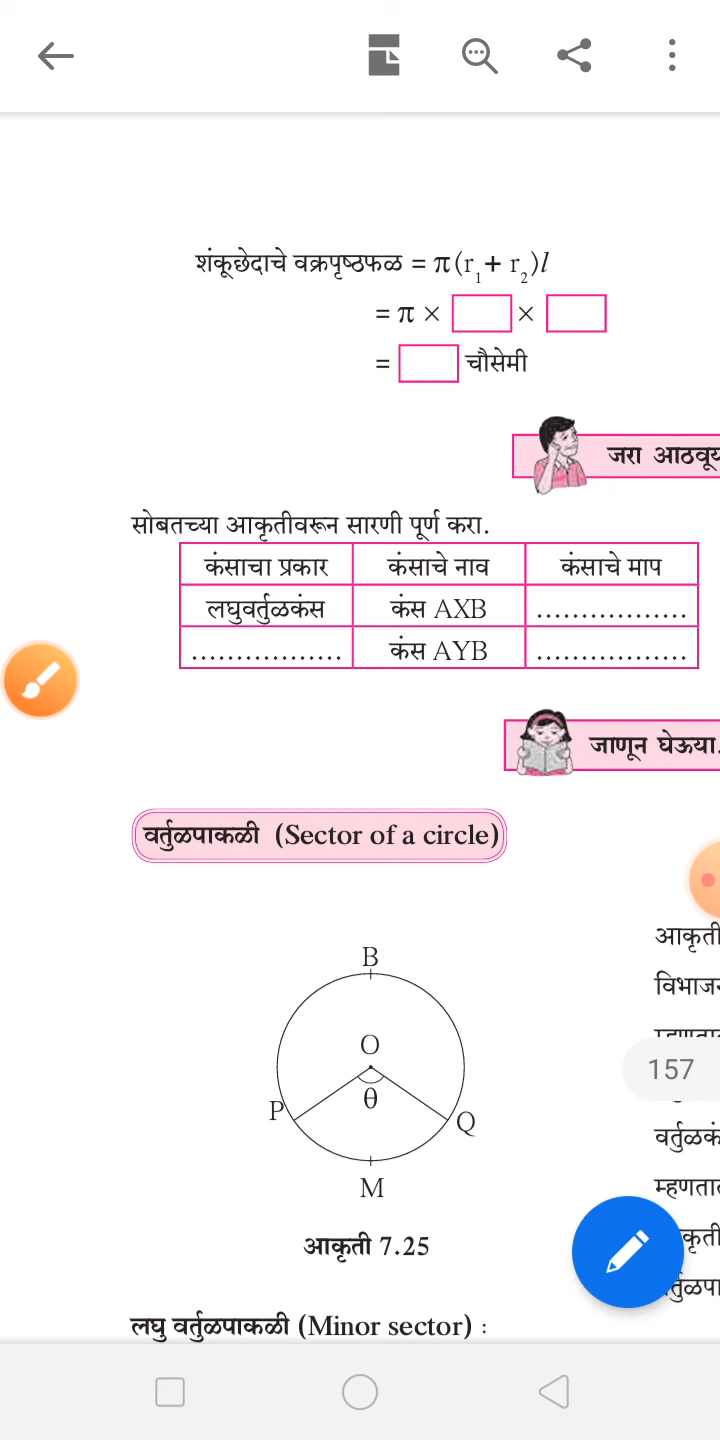 शंकूछेदाचे वक्रपृष्ठफळ = π(r₁+ r₂)l
= π × ×
= चौसेमी
जरा आठवूय
सोबतच्या आकृतीवरून सारणी पूर्ण करा.
कंसाचा प्रकार कंसाचे नाव कंसाचे माप
लघुवर्तुळकंस कंस AXB .................
................. कंस AYB .................
जाणून घेऊया.
वर्तुळपाकळी (Sector of a circle)
आकृती
विभाज
B
O
157
θ
P
Q
वर्तुळकं
M
म्हणता
आकृती 7.25
कृती
र्तुळपा
लघु वर्तुळपाकळी (Minor sector) :